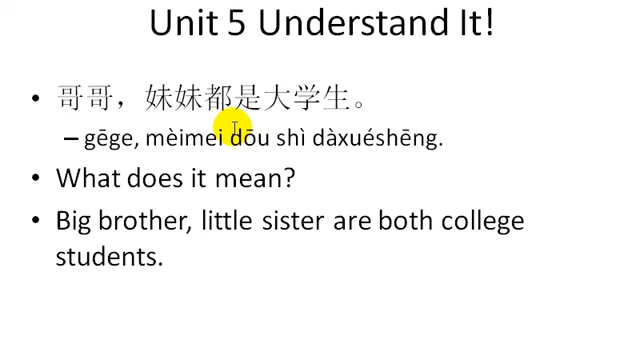 Unit 5 Understand It!
• 哥哥，妹妹都是大学生。
– gēge, mèimei dōu shì dàxuéshēng.
• What does it mean?
• Big brother, little sister are both college
students.